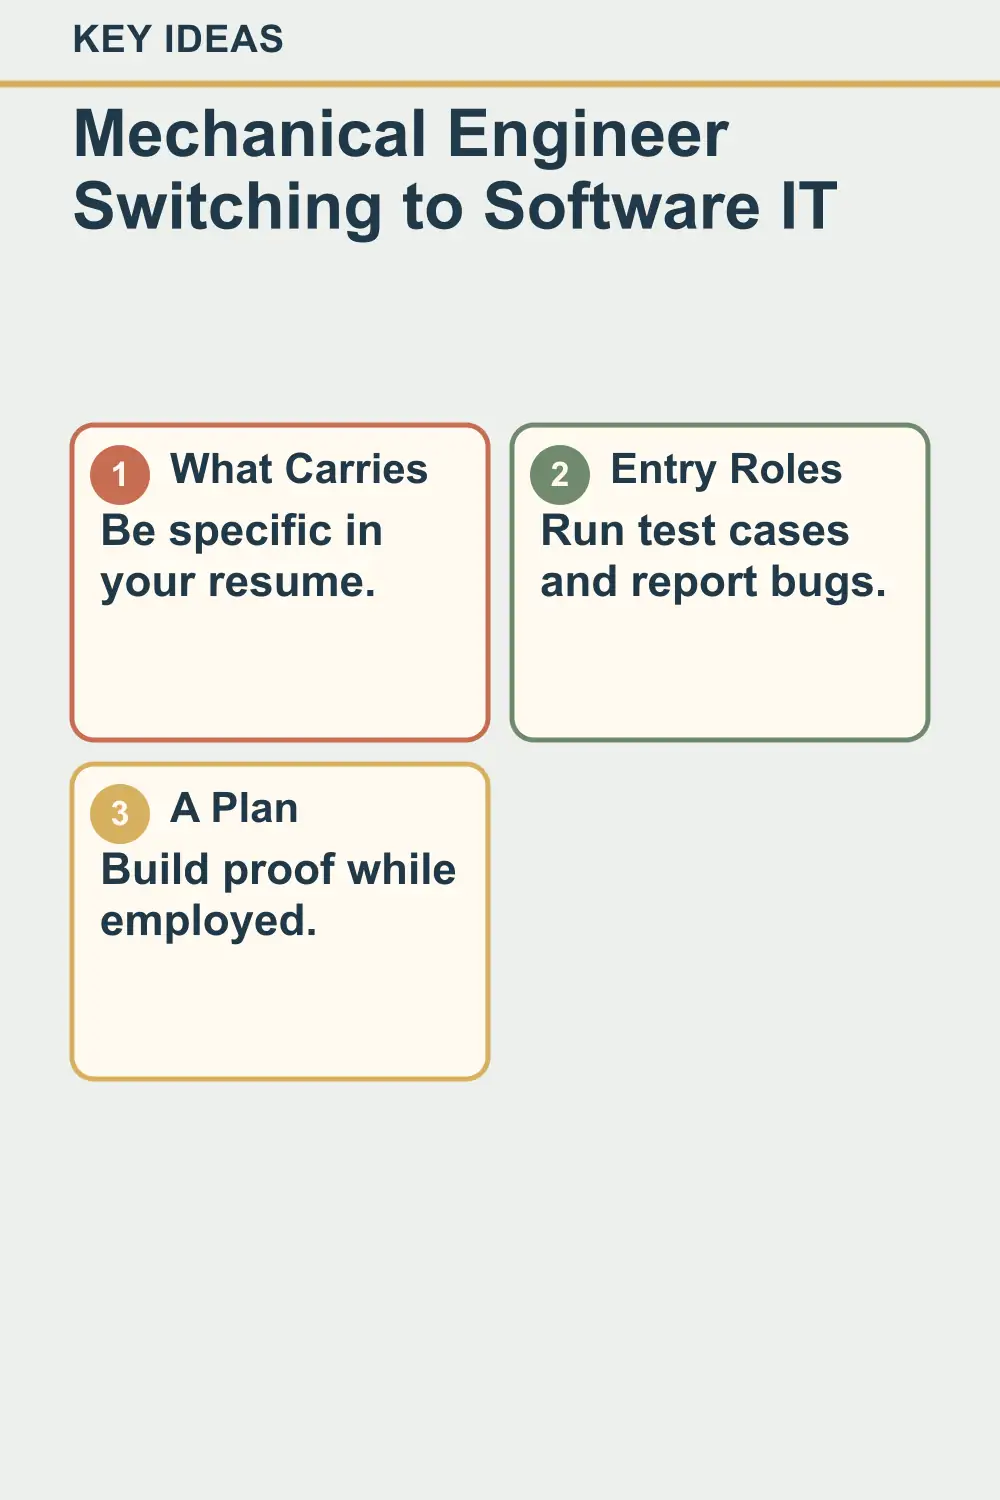 KEY IDEAS
Mechanical Engineer
Switching to Software IT
1 What Carries
Be specific in
your resume.
2 Entry Roles
Run test cases
and report bugs.
3 A Plan
Build proof while
employed.